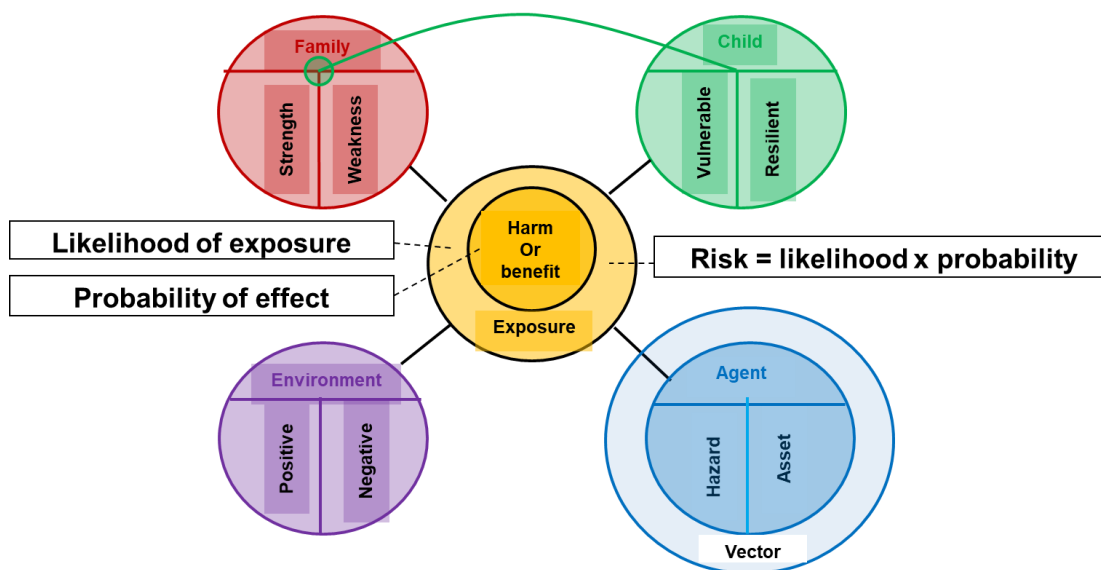 Family
Strength
Weakness
Child
Vulnerable
Resilient
Likelihood of exposure
Probability of effect
Harm
Or
benefit
Exposure
Risk = likelihood x probability
Environment
Positive
Negative
Agent
Hazard
Asset
Vector